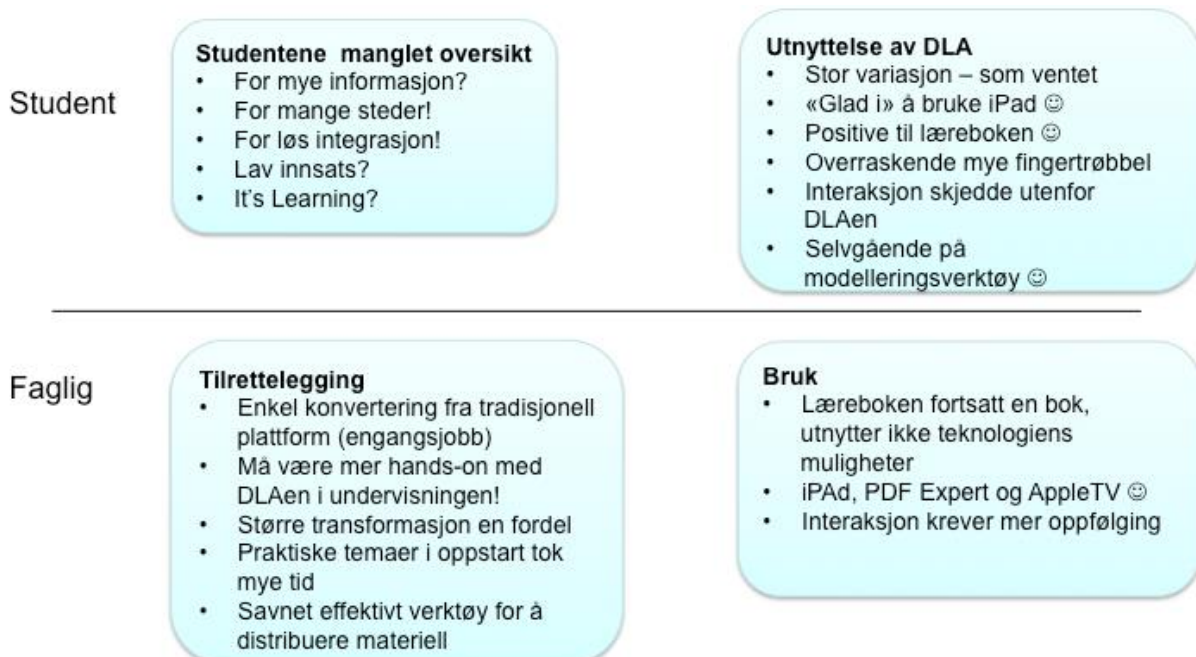 Student
Studentene  manglet oversikt
• For mye informasjon?
• For mange steder!
• For løs integrasjon!
• Lav innsats?
• It's Learning?
Utnyttelse av DLA
• Stor variasjon – som ventet
• «Glad i» å bruke iPad ☺
• Positive til læreboken ☺
• Overraskende mye fingertrøbbel
• Interaksjon skjedde utenfor
DLAen
• Selvgående på
modelleringsverktøy ☺
Faglig
Tilrettelegging
• Enkel konvertering fra tradisjonell
plattform (engangsjobb)
• Må være mer hands-on med
DLAen i undervisningen!
• Større transformasjon en fordel
• Praktiske temaer i oppstart tok
mye tid
• Savnet effektivt verktøy for å
distribuere materiell
Bruk
• Læreboken fortsatt en bok,
utnytter ikke teknologiens
muligheter
• iPAd, PDF Expert og AppleTV ☺
• Interaksjon krever mer oppfølging